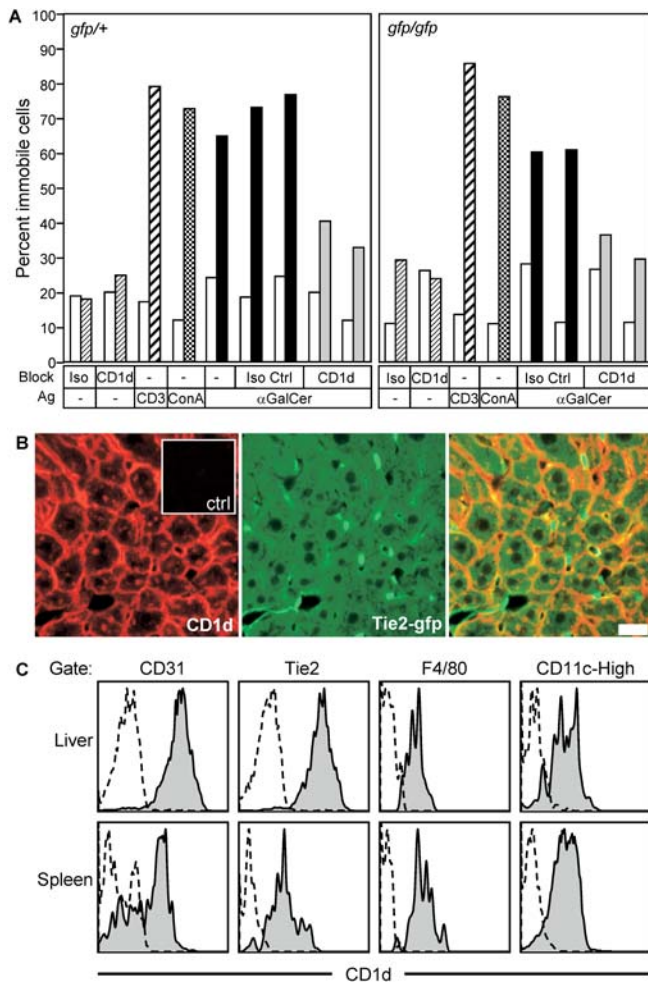 A
gfp/+
gfp/gfp
Percent immobile cells
100
90
80
70
60
50
40
30
20
10
0
Block Iso CD1d - - - Iso Ctrl CD1d Iso CD1d - - Iso Ctrl CD1d
Ag - - CD3 ConA αGalCer - - CD3 ConA αGalCer
B
ctrl
CD1d
Tie2-gfp
C
Gate: CD31 Tie2 F4/80 CD11c-High
Liver
Spleen
CD1d